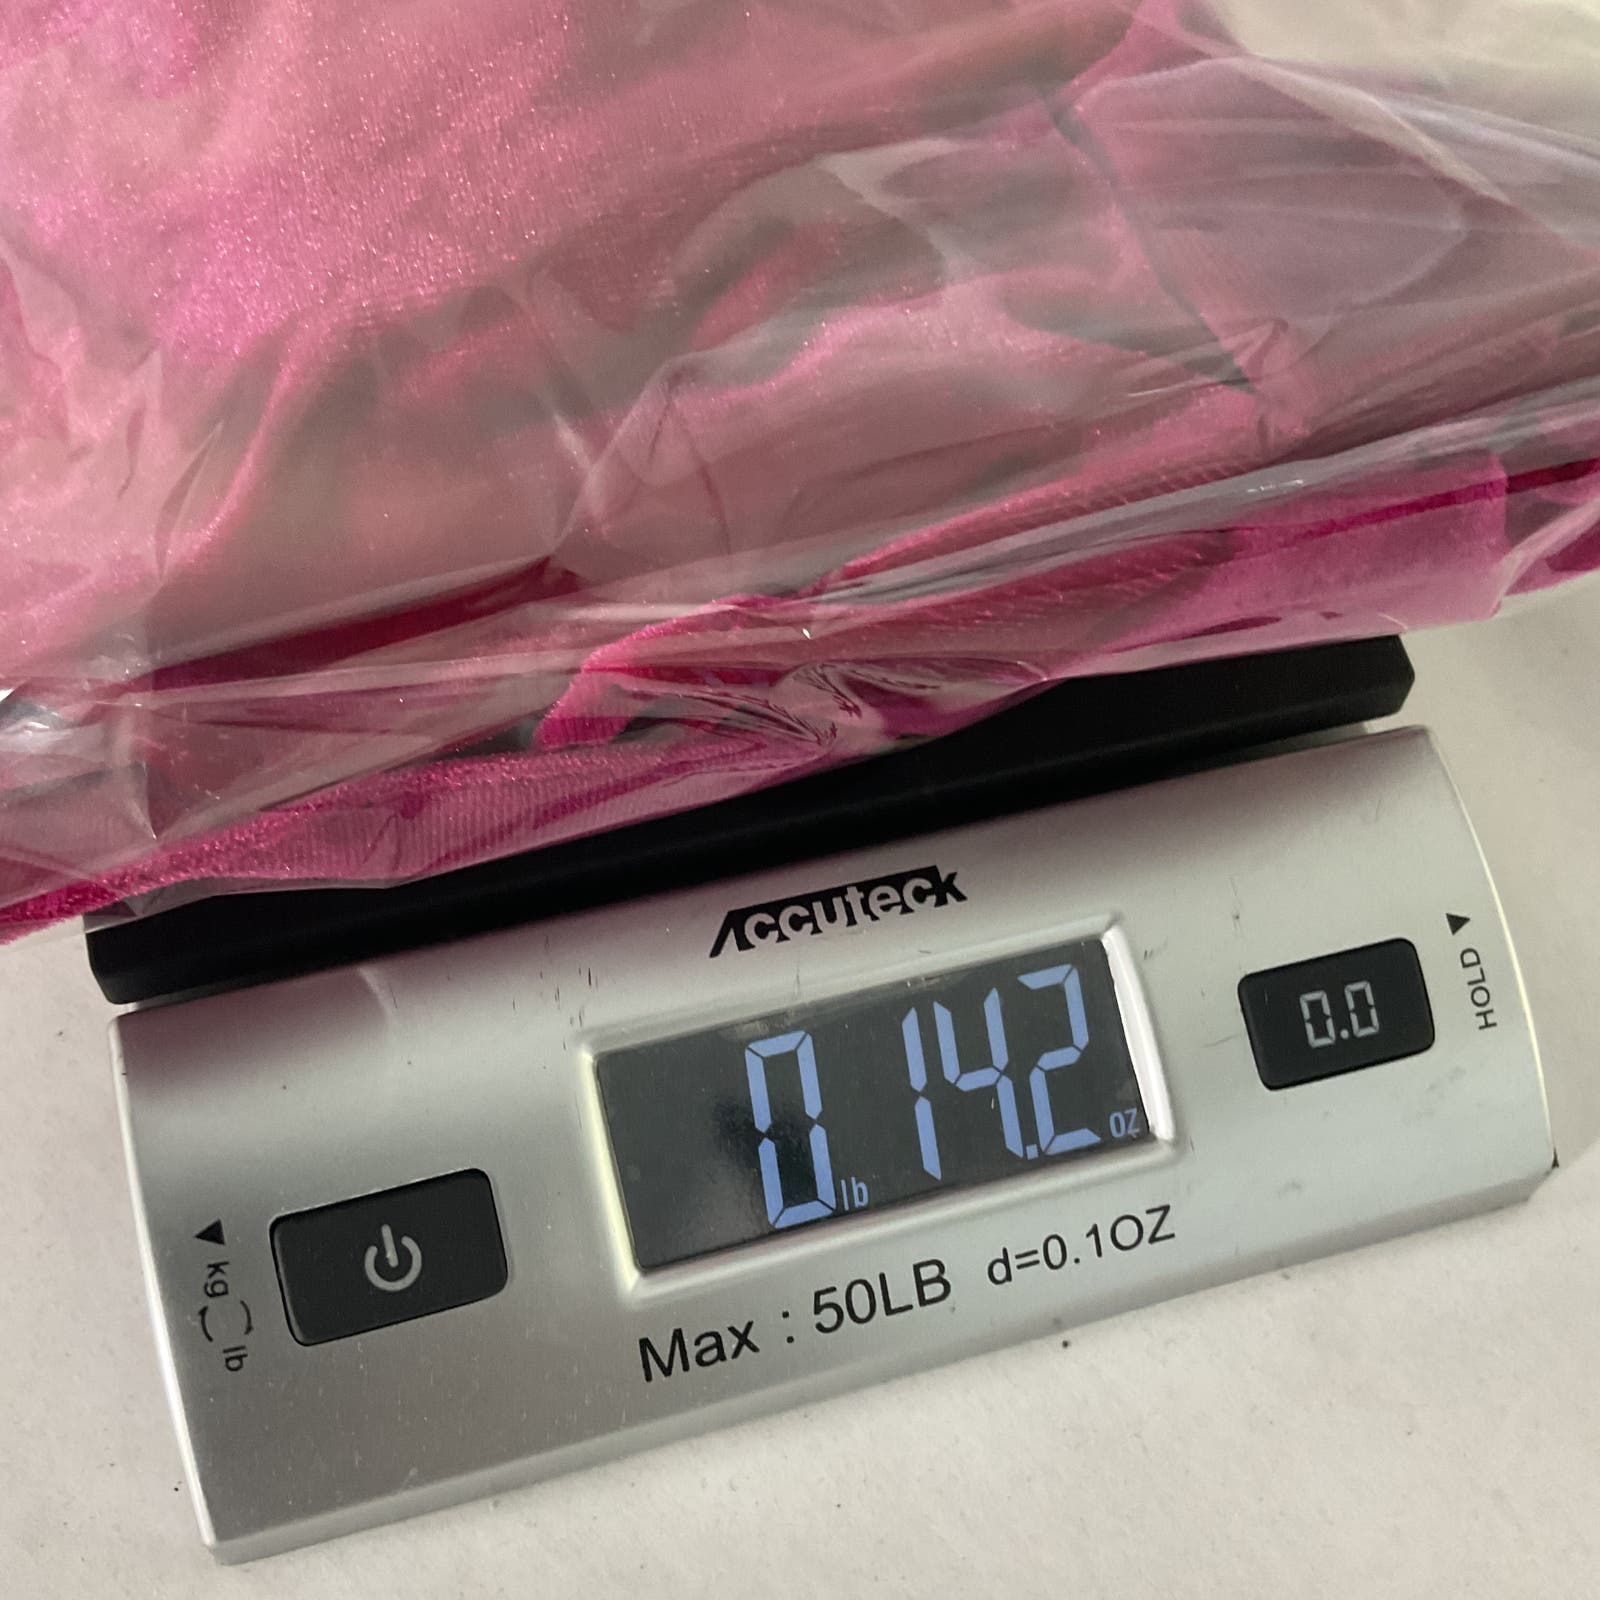 Accuteck
0 lb 14.2 oz
0.0
▲ HOLD
▼ kg lb
Max : 50LB d=0.1OZ